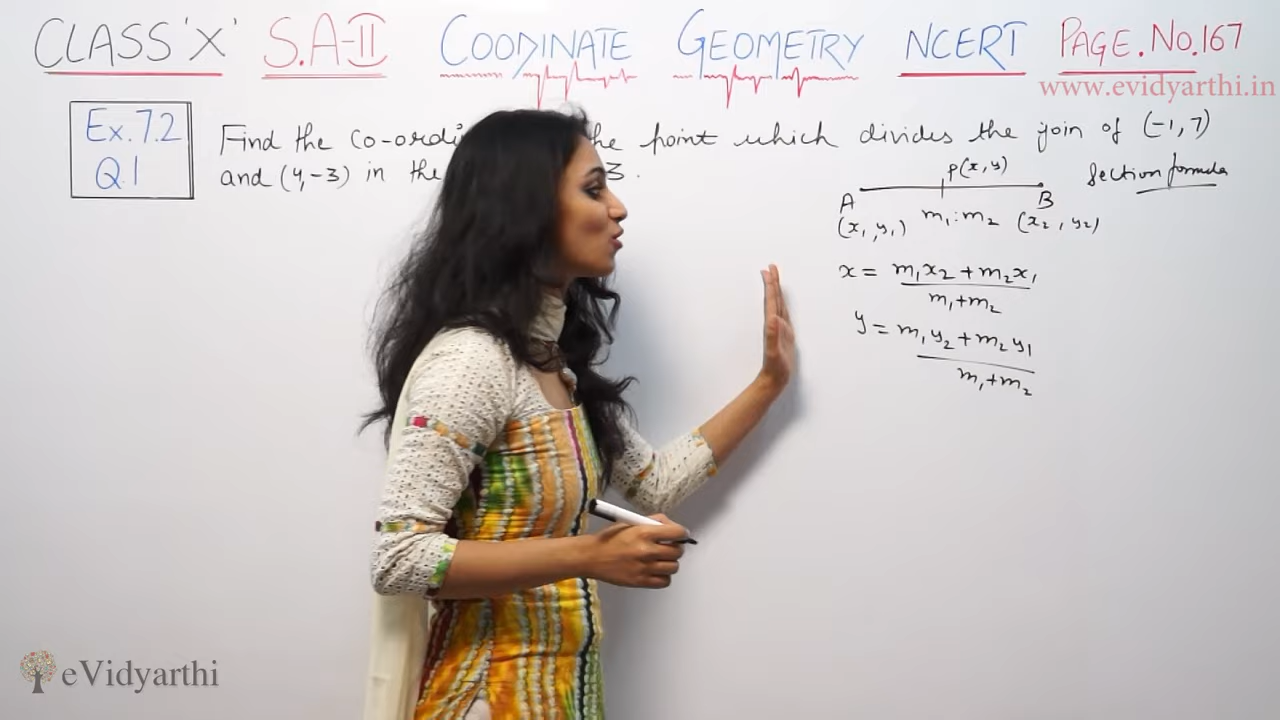 CLASS 'X' S.A-II COODINATE GEOMETRY NCERT PAGE.No.167
www.evidyarthi.in
Ex.7.2
Q.1
Find the co-ordi he point which divides the join of (-1,7)
and (4,-3) in the 3.
P(x,y)
Section formula
A B
(x₁,y₁) m₁:m₂ (x₂,y₂)
x = m₁x₂+m₂x₁
m₁+m₂
y = m₁y₂+m₂y₁
m₁+m₂
eVidyarthi